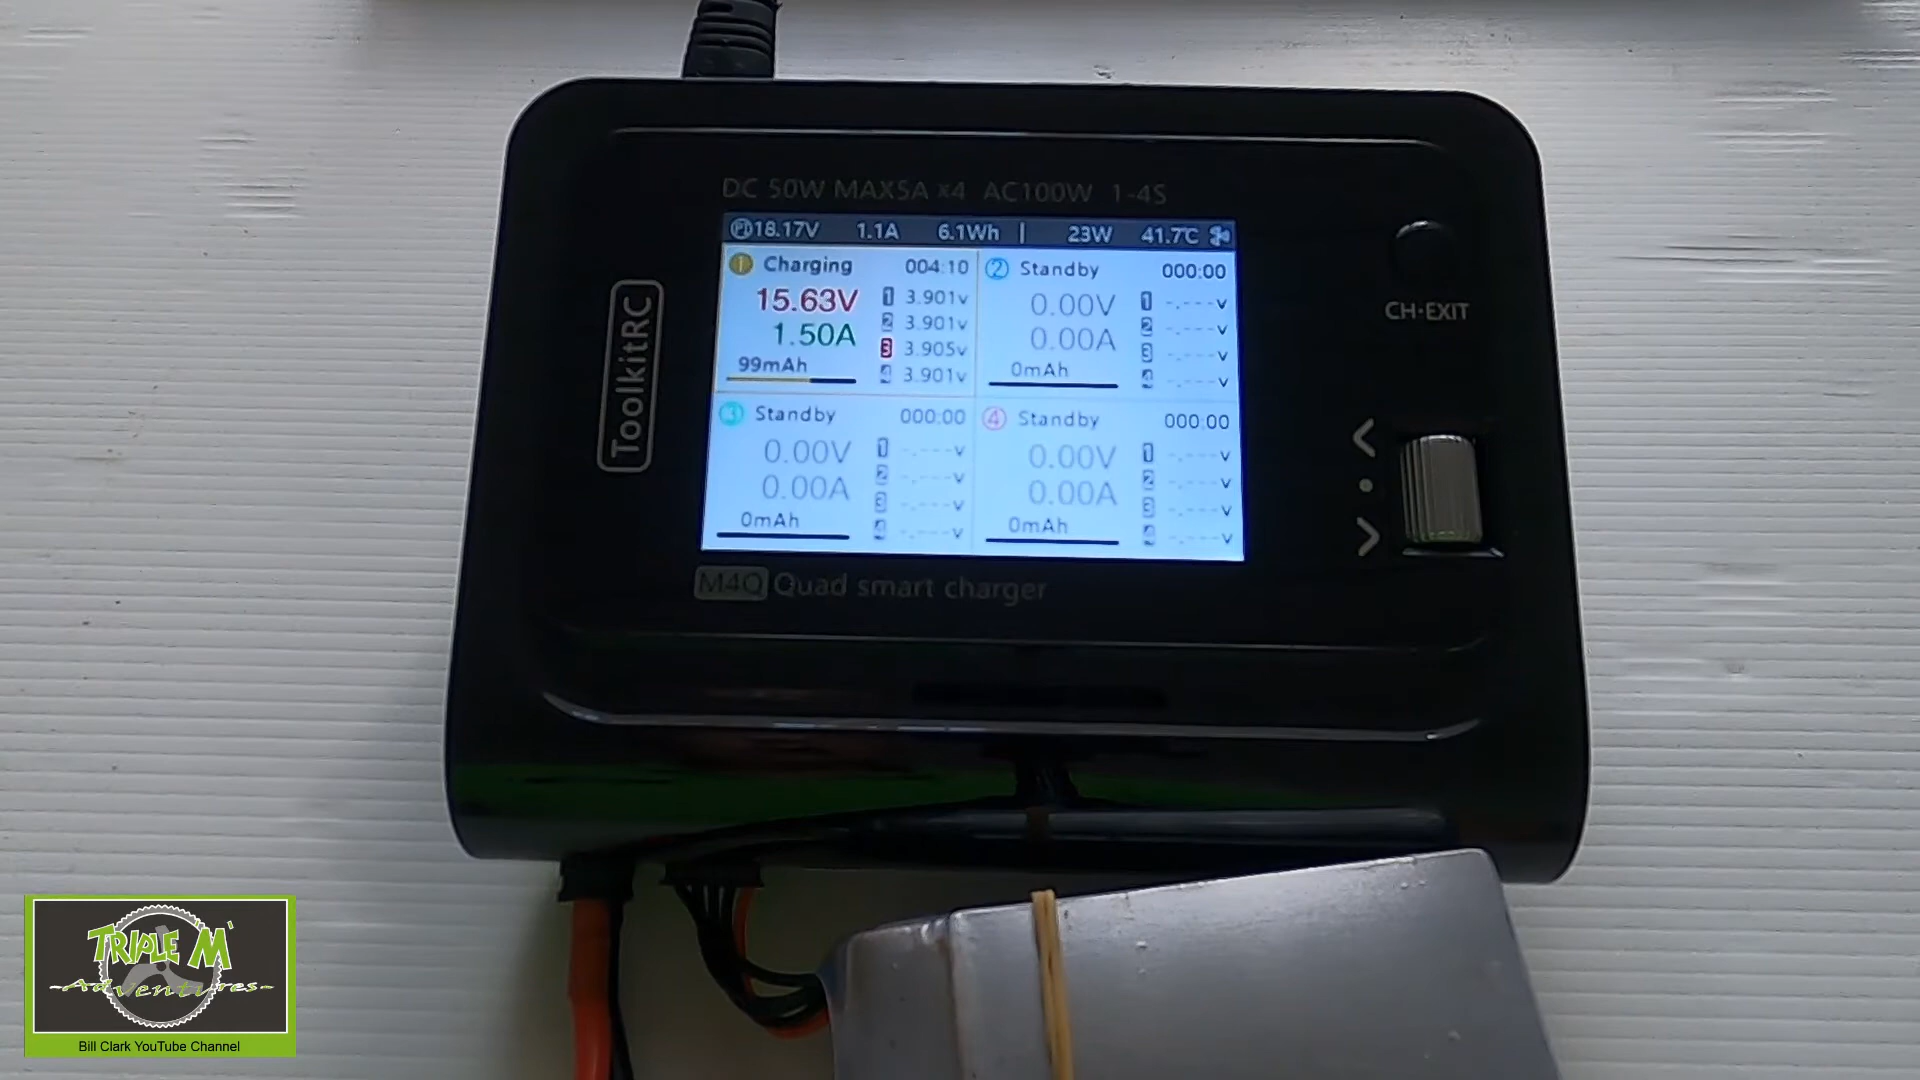 DC 50W MAX5A x4 AC100W 1-4S
PD 18.17V 1.1A 6.1Wh | 23W 41.7℃
1 Charging 004:10
15.63V
1.50A
99mAh
1 3.901v
2 3.901v
3 3.905v
4 3.901v
2 Standby 000:00
0.00V
0.00A
0mAh
1 -.---v
2 -.---v
3 -.---v
4 -.---v
3 Standby 000:00
0.00V
0.00A
0mAh
1 -.---v
2 -.---v
3 -.---v
4 -.---v
4 Standby 000:00
0.00V
0.00A
0mAh
1 -.---v
2 -.---v
3 -.---v
4 -.---v
ToolkitRC
CH·EXIT
<
>
M4Q Quad smart charger
TRIPLE M'
-Adventures-
Bill Clark YouTube Channel